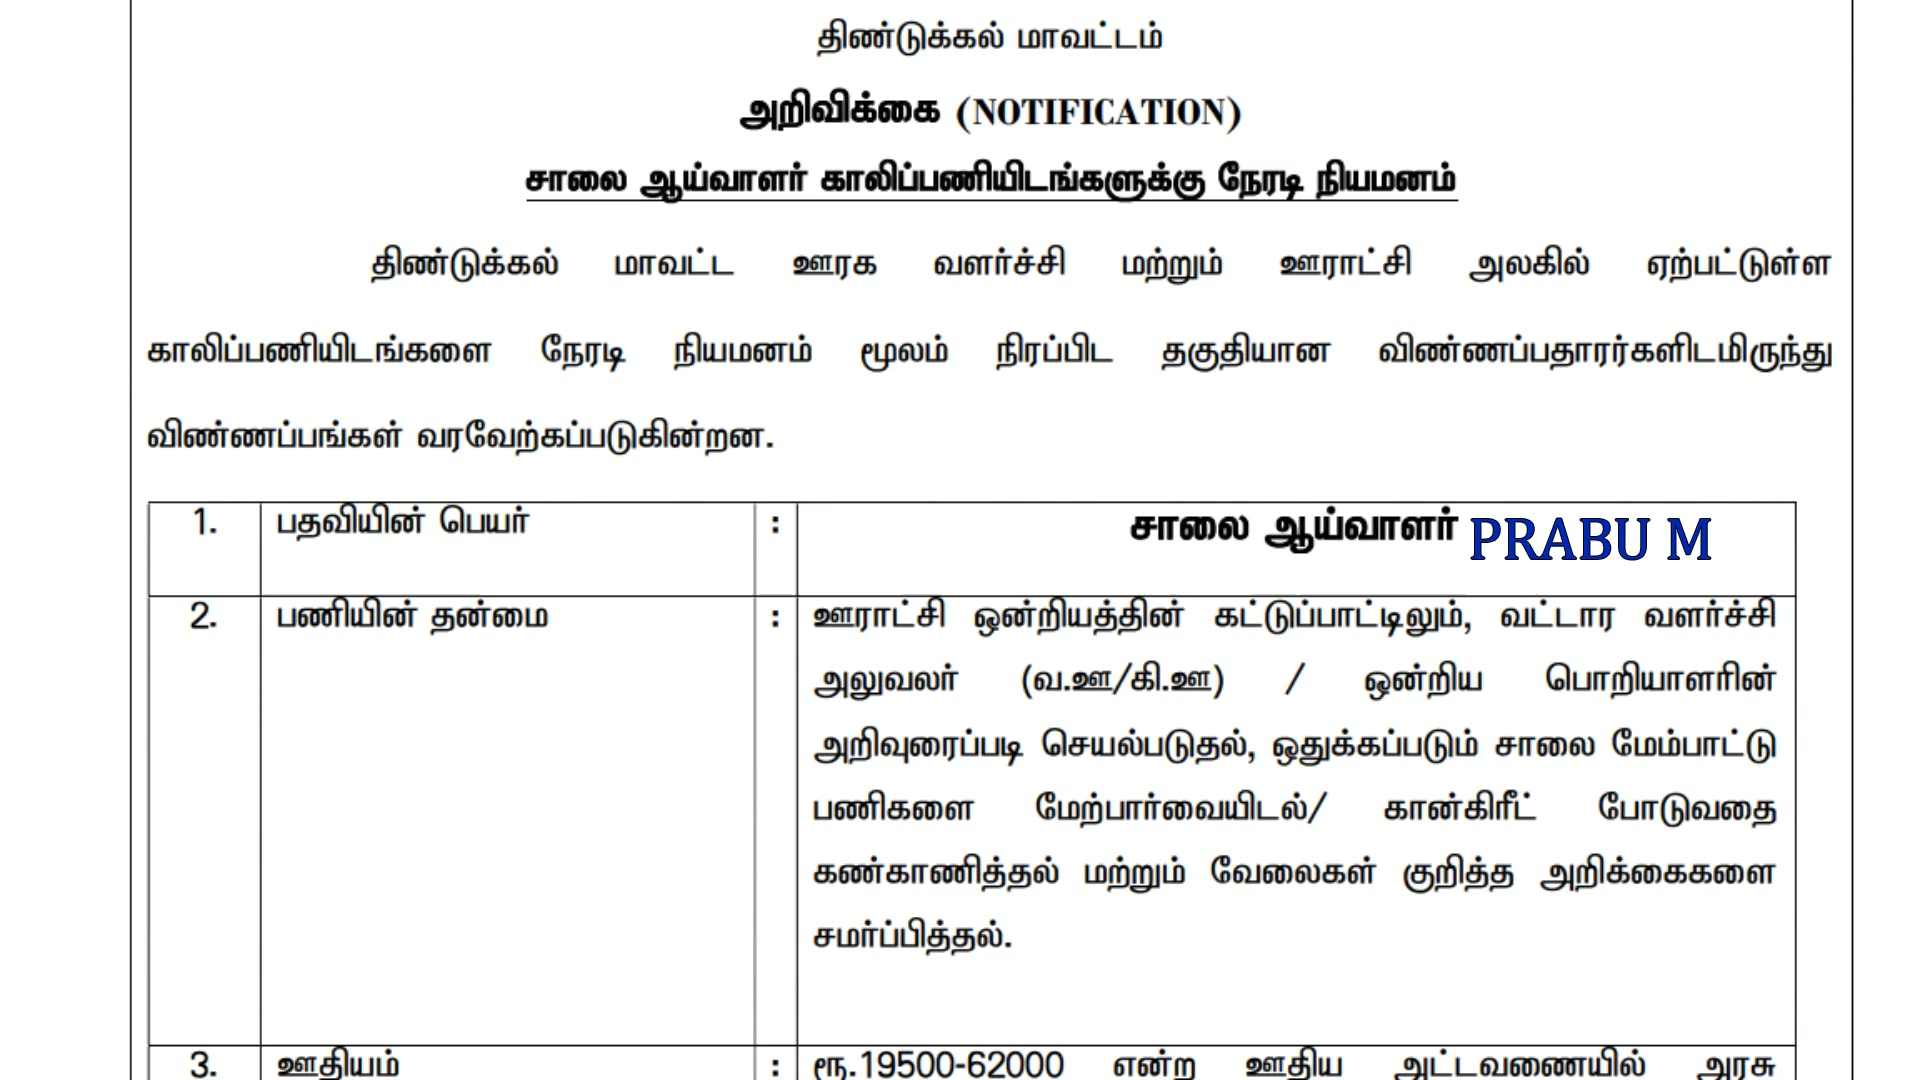 திண்டுக்கல் மாவட்டம்
அறிவிக்கை (NOTIFICATION)
சாலை ஆய்வாளர் காலிப்பணியிடங்களுக்கு நேரடி நியமனம்
திண்டுக்கல் மாவட்ட ஊரக வளர்ச்சி மற்றும் ஊராட்சி அலகில் ஏற்பட்டுள்ள
காலிப்பணியிடங்களை நேரடி நியமனம் மூலம் நிரப்பிட தகுதியான விண்ணப்பதாரர்களிடமிருந்து
விண்ணப்பங்கள் வரவேற்கப்படுகின்றன.
1. பதவியின் பெயர் : சாலை ஆய்வாளர் PRABU M
2. பணியின் தன்மை : ஊராட்சி ஒன்றியத்தின் கட்டுப்பாட்டிலும், வட்டார வளர்ச்சி
அலுவலர் (வ.ஊ/கி.ஊ) / ஒன்றிய பொறியாளரின்
அறிவுரைப்படி செயல்படுதல், ஒதுக்கப்படும் சாலை மேம்பாட்டு
பணிகளை மேற்பார்வையிடல்/ கான்கிரீட் போடுவதை
கண்காணித்தல் மற்றும் வேலைகள் குறித்த அறிக்கைகளை
சமர்ப்பித்தல்.
3. ஊதியம் : ரூ.19500-62000 என்ற ஊதிய அட்டவணையில் அரசு